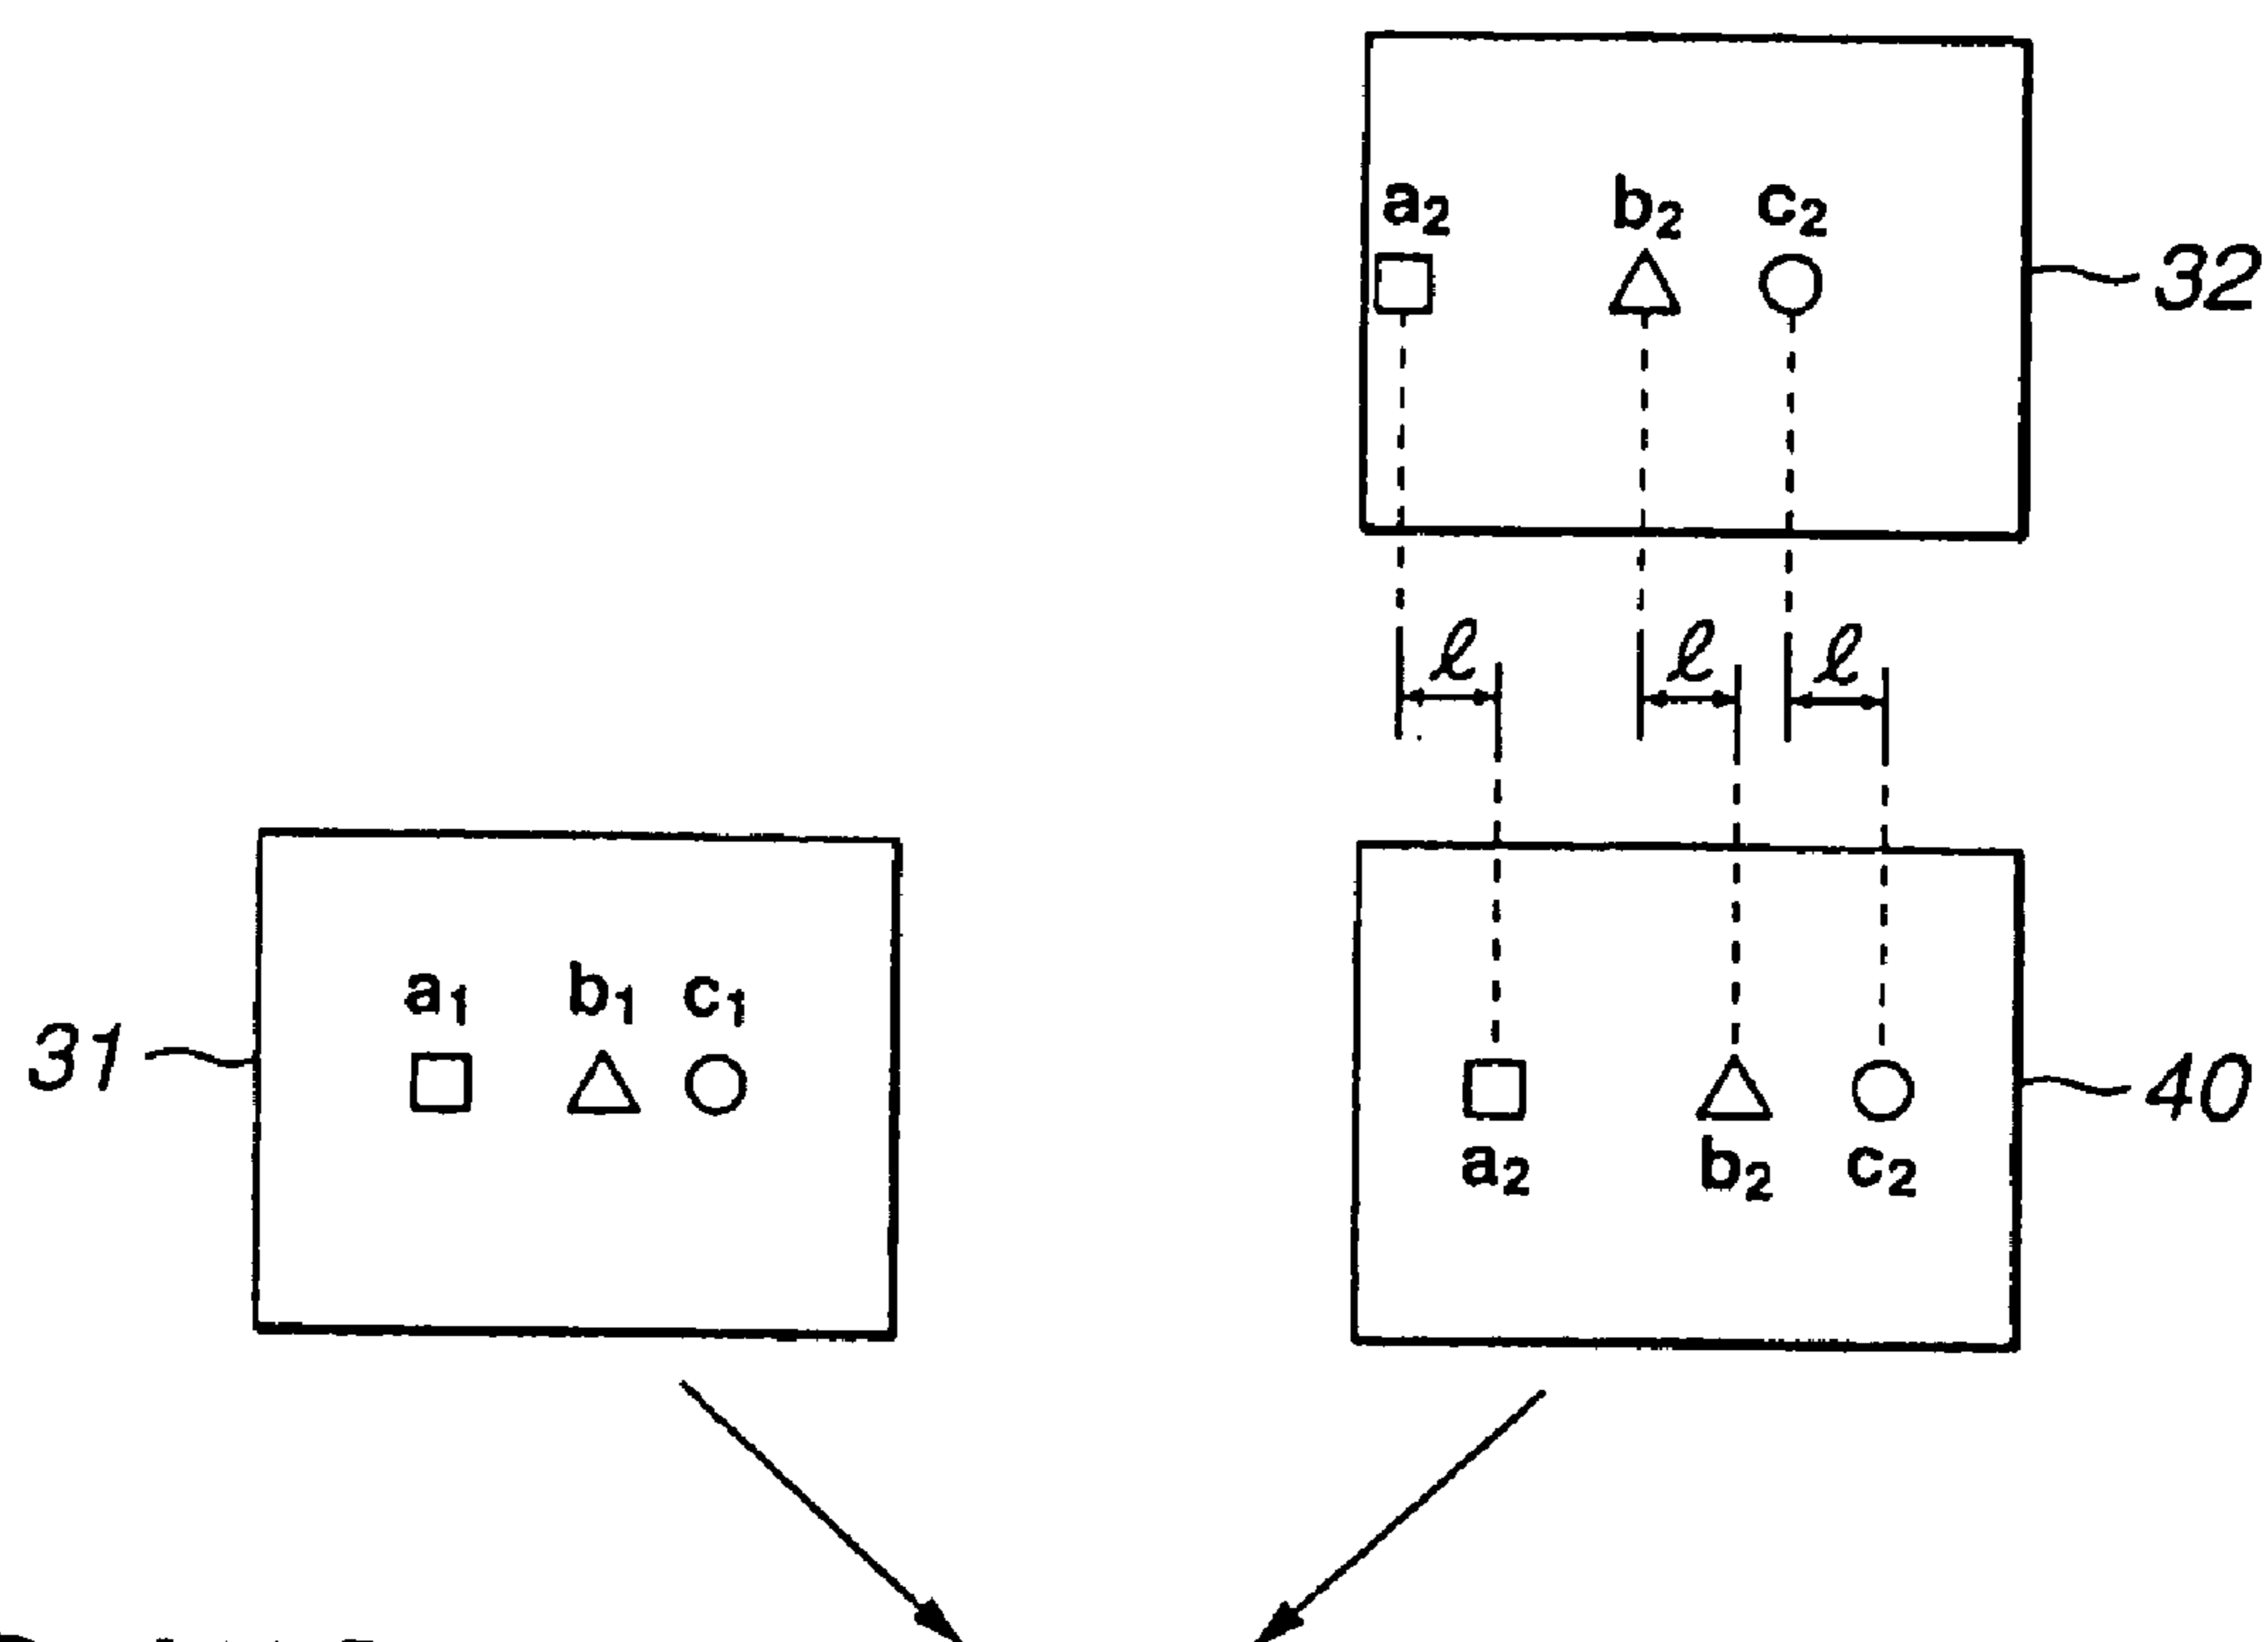 a₂ b₂ c₂
32
ℓ ℓ ℓ
a₁ b₁ c₁
31
40
a₂ b₂ c₂